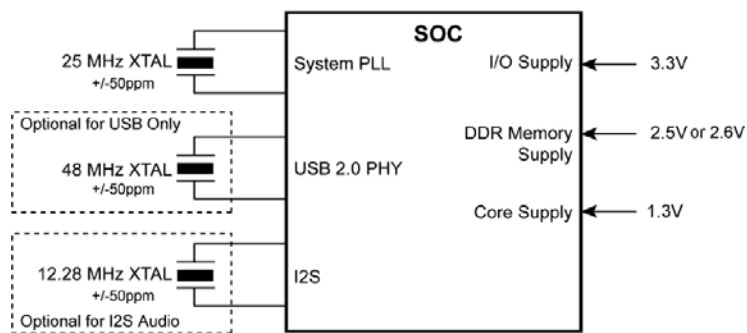 SOC
25 MHz XTAL
+/-50ppm
System PLL
I/O Supply
3.3V
Optional for USB Only
48 MHz XTAL
+/-50ppm
USB 2.0 PHY
DDR Memory
Supply
2.5V or 2.6V
Core Supply
1.3V
12.28 MHz XTAL
+/-50ppm
I2S
Optional for I2S Audio